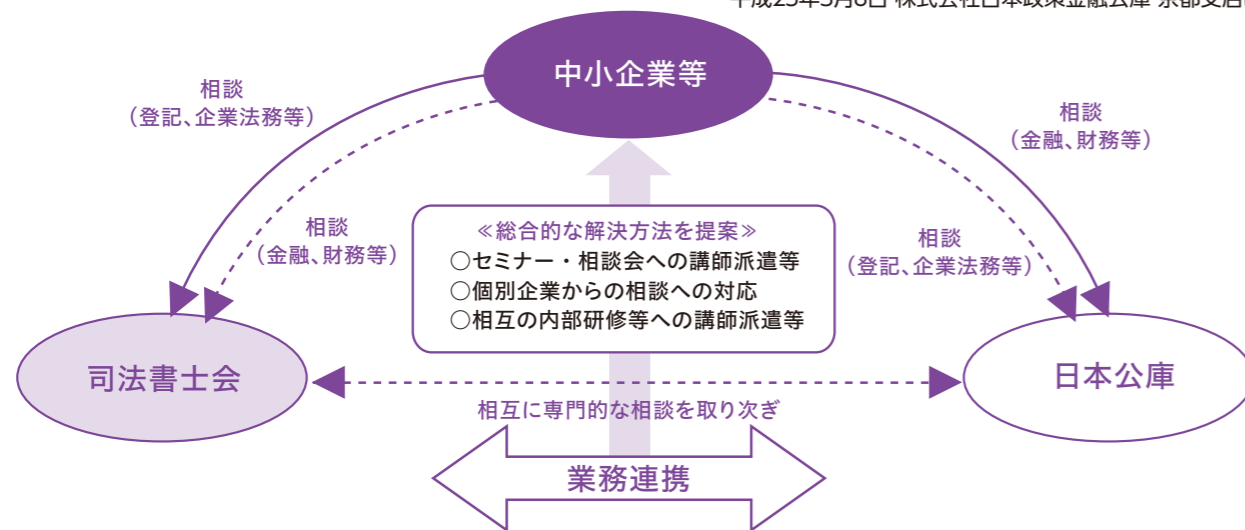 中小企業等
相談
（登記、企業法務等）
相談
（金融、財務等）
相談
（金融、財務等）
≪総合的な解決方法を提案≫
○セミナー・相談会への講師派遣等
○個別企業からの相談への対応
○相互の内部研修等への講師派遣等
相談
（登記、企業法務等）
司法書士会
日本公庫
相互に専門的な相談を取り次ぎ
業務連携